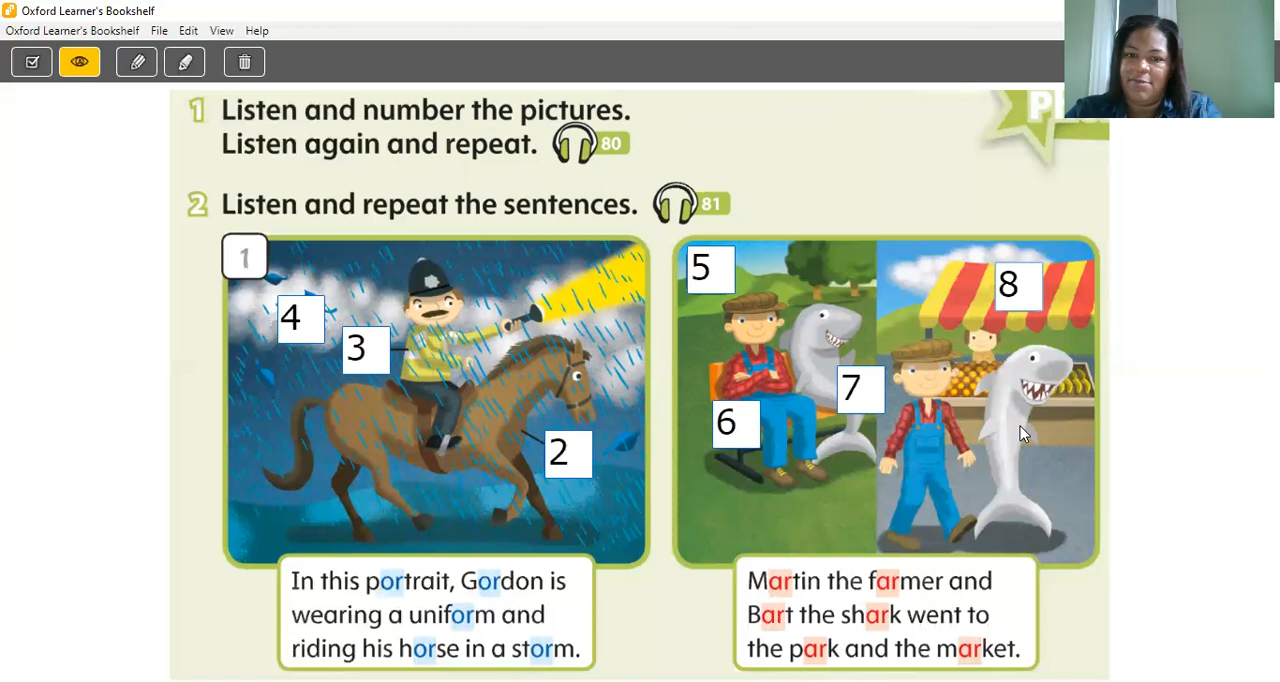 Oxford Learner's Bookshelf
Oxford Learner's Bookshelf File Edit View Help
1 Listen and number the pictures.
Listen again and repeat. 80
2 Listen and repeat the sentences. 81
1
4
3
2
5
6
7
8
In this portrait, Gordon is
wearing a uniform and
riding his horse in a storm.
Martin the farmer and
Bart the shark went to
the park and the market.